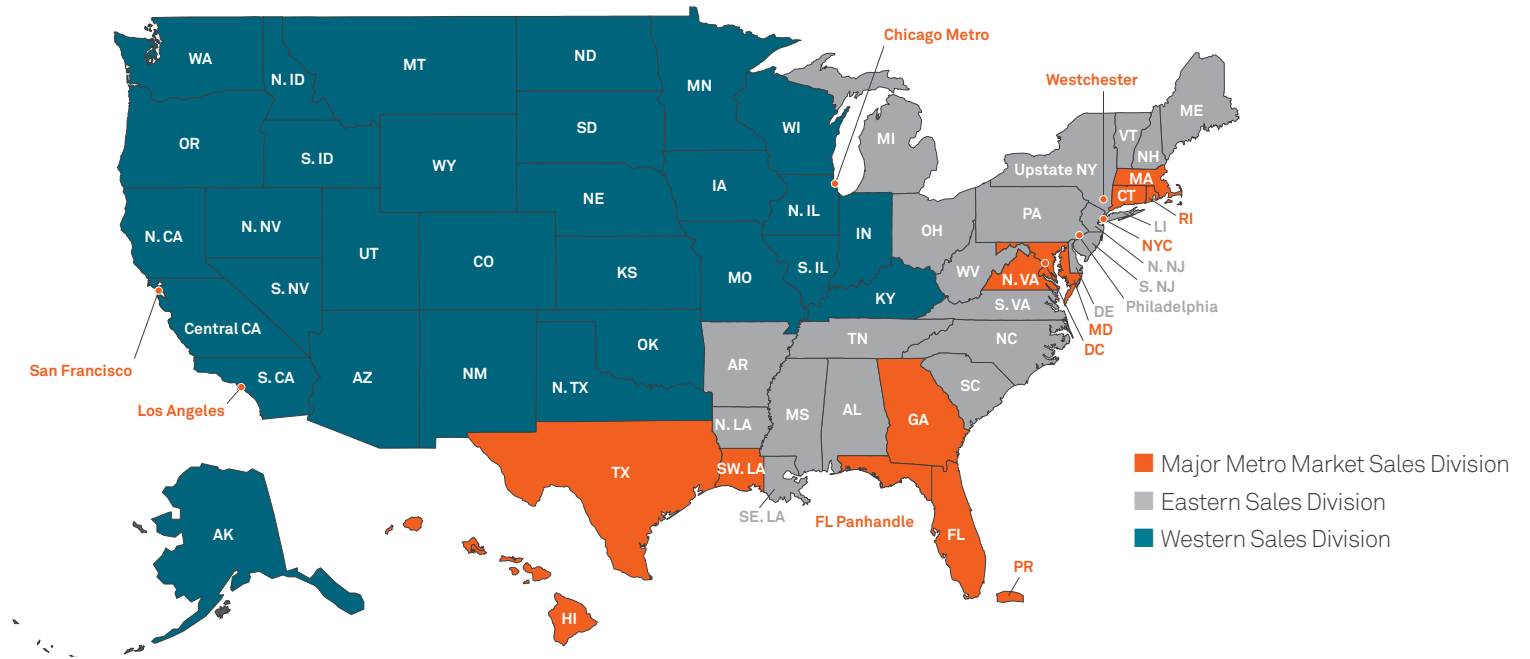 Chicago Metro
Westchester
WA
N. ID
MT
ND
MN
ME
VT
NH
OR
S. ID
WY
SD
WI
MI
Upstate NY
MA
CT
RI
NE
IA
N. IL
IN
OH
PA
LI
NYC
N. NJ
S. NJ
Philadelphia
N. CA
N. NV
UT
CO
KS
MO
S. IL
KY
WV
N. VA
S. VA
DE
MD
DC
S. NV
Central CA
San Francisco
Los Angeles
S. CA
AZ
NM
OK
N. TX
AR
TN
NC
SC
N. LA
MS
AL
GA
TX
SW. LA
SE. LA
FL Panhandle
FL
PR
AK
HI
Major Metro Market Sales Division
Eastern Sales Division
Western Sales Division